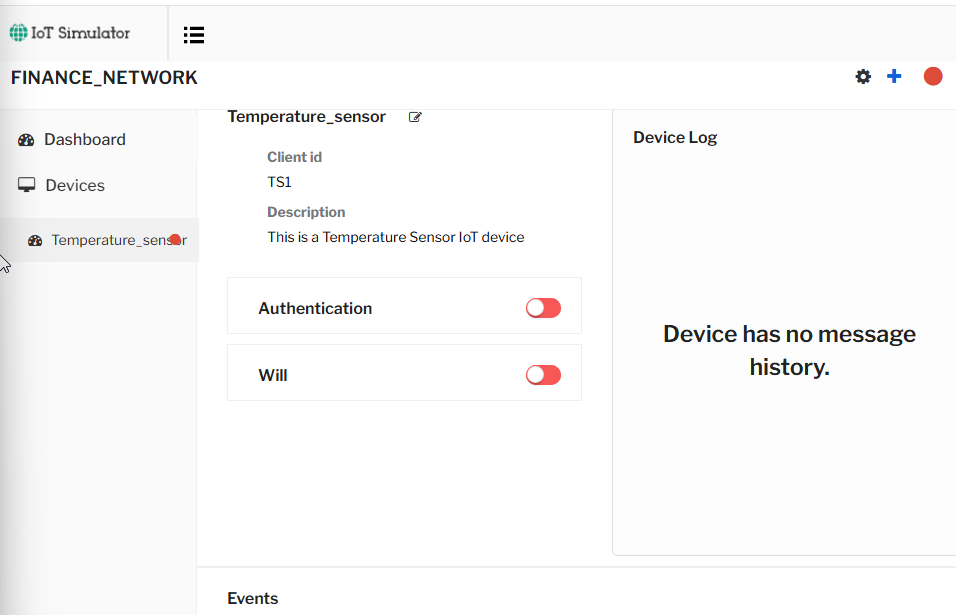 IoT Simulator
FINANCE_NETWORK
Dashboard
Devices
Temperature_sensor
Temperature_sensor
Client id
TS1
Description
This is a Temperature Sensor IoT device
Authentication
Will
Device Log
Device has no message
history.
Events